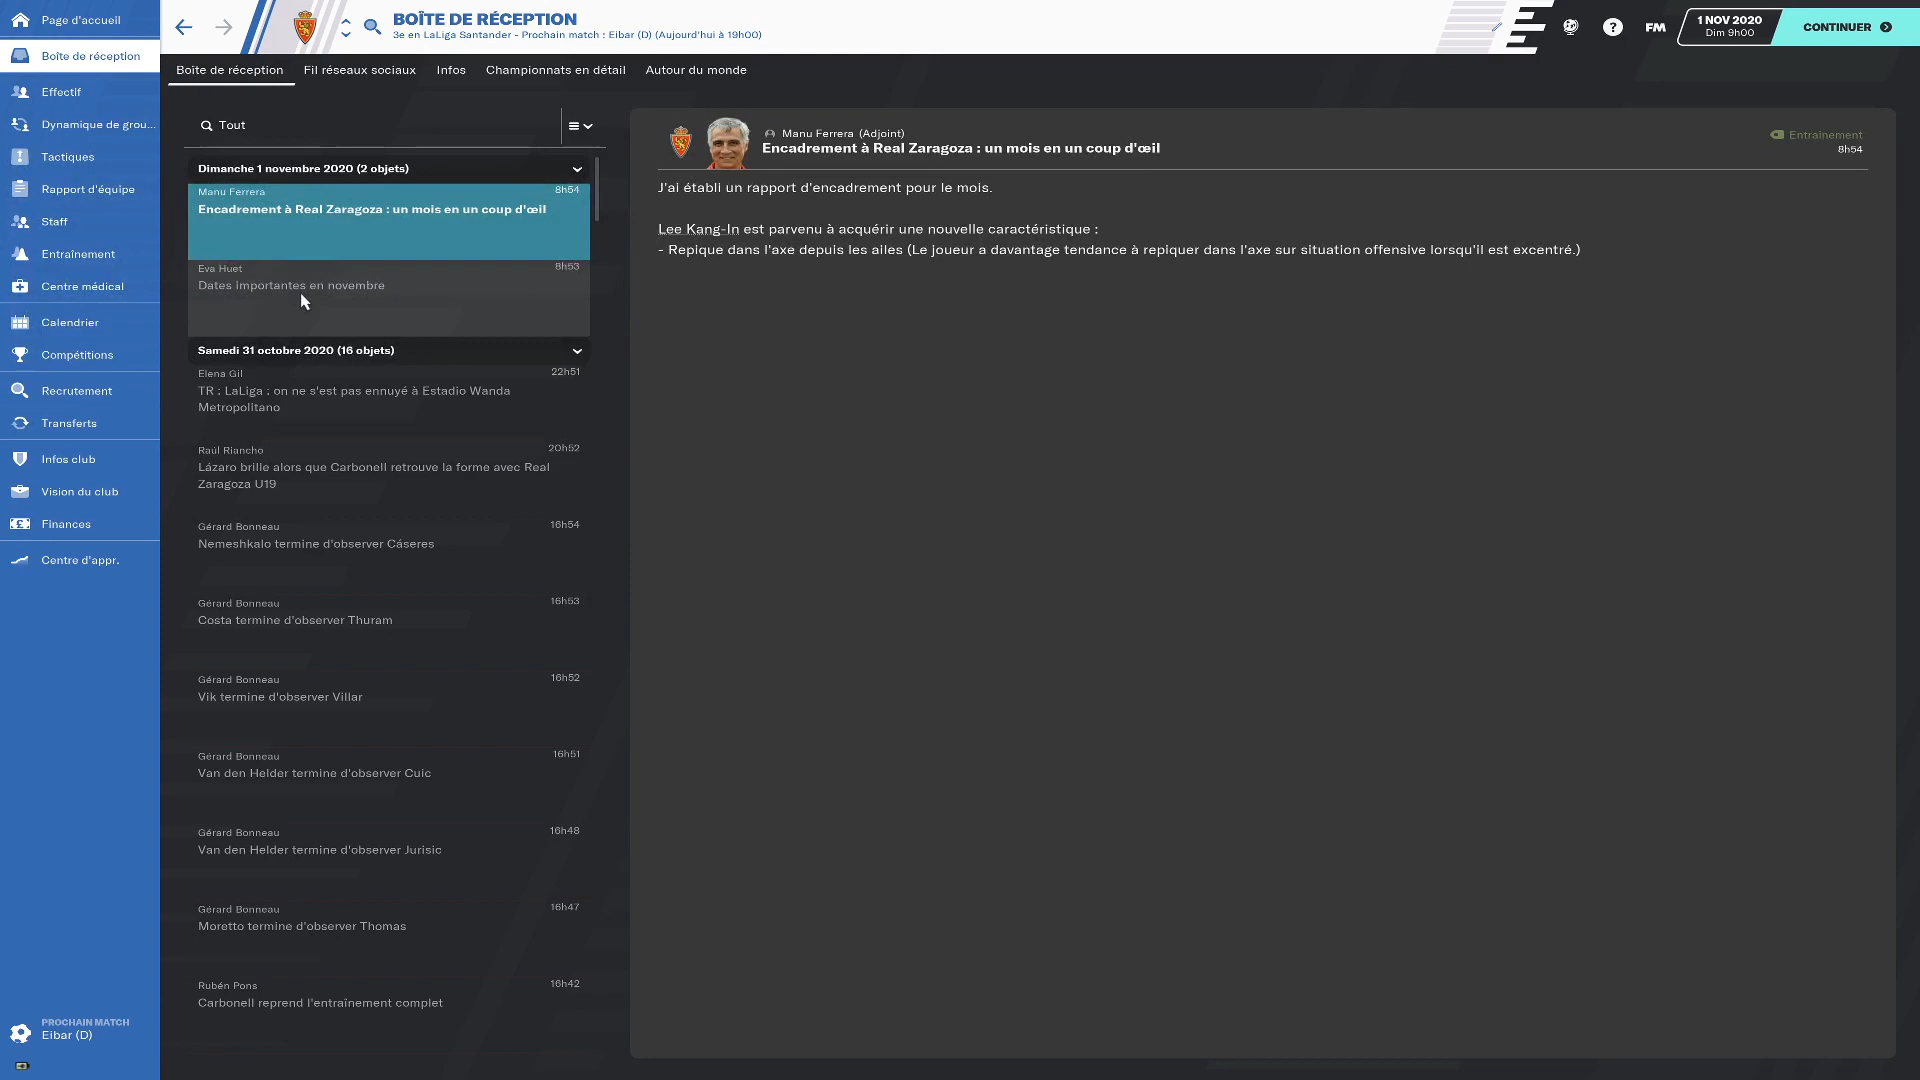 Page d'accueil
Boîte de réception
Effectif
Dynamique de grou...
Tactiques
Rapport d'équipe
Staff
Entraînement
Centre médical
Calendrier
Compétitions
Recrutement
Transferts
Infos club
Vision du club
Finances
Centre d'appr.
PROCHAIN MATCH
Eibar (D)
BOÎTE DE RÉCEPTION
3e en LaLiga Santander - Prochain match : Eibar (D) (Aujourd'hui à 19h00)
?
FM
1 NOV 2020
Dim 9h00
CONTINUER
Boîte de réception
Fil réseaux sociaux
Infos
Championnats en détail
Autour du monde
Tout
Dimanche 1 novembre 2020 (2 objets)
Manu Ferrera 8h54
Encadrement à Real Zaragoza : un mois en un coup d'œil
Eva Huet 8h53
Dates importantes en novembre
Samedi 31 octobre 2020 (16 objets)
Elena Gil 22h51
TR : LaLiga : on ne s'est pas ennuyé à Estadio Wanda
Metropolitano
Raúl Riancho 20h52
Lázaro brille alors que Carbonell retrouve la forme avec Real
Zaragoza U19
Gérard Bonneau 16h54
Nemeshkalo termine d'observer Cáseres
Gérard Bonneau 16h53
Costa termine d'observer Thuram
Gérard Bonneau 16h52
Vik termine d'observer Villar
Gérard Bonneau 16h51
Van den Helder termine d'observer Cuic
Gérard Bonneau 16h48
Van den Helder termine d'observer Jurisic
Gérard Bonneau 16h47
Moretto termine d'observer Thomas
Rubén Pons 16h42
Carbonell reprend l'entraînement complet
Manu Ferrera (Adjoint)
Encadrement à Real Zaragoza : un mois en un coup d'œil
Entraînement
8h54
J'ai établi un rapport d'encadrement pour le mois.
Lee Kang-In est parvenu à acquérir une nouvelle caractéristique :
- Repique dans l'axe depuis les ailes (Le joueur a davantage tendance à repiquer dans l'axe sur situation offensive lorsqu'il est excentré.)